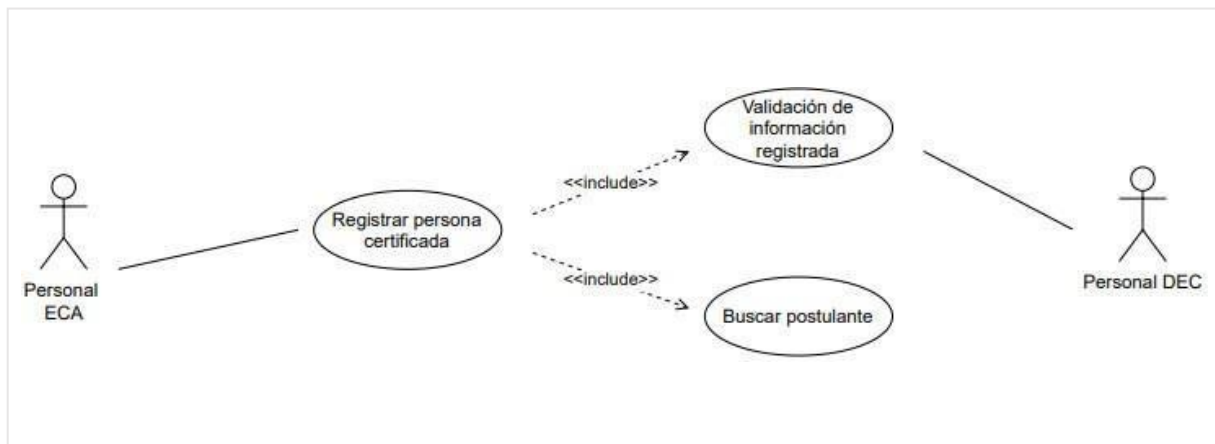 Validación de
información
registrada
<<include>>
Registrar persona
certificada
<<include>>
Personal
ECA
Personal DEC
Buscar postulante